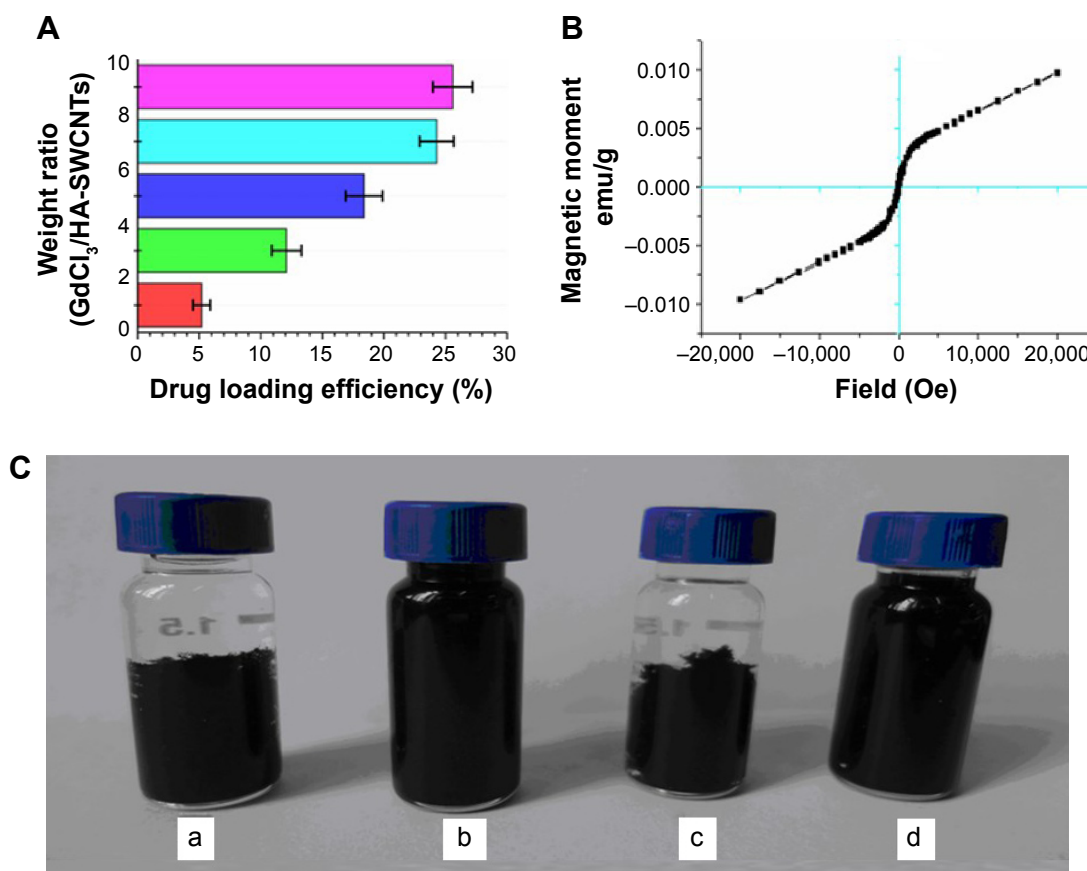 A
Weight ratio
(GdCl₃/HA-SWCNTs)
10
8
6
4
2
0
0 5 10 15 20 25 30
Drug loading efficiency (%)
B
Magnetic moment
emu/g
0.010
0.005
0.000
–0.005
–0.010
–20,000 –10,000 0 10,000 20,000
Field (Oe)
C
1.5
1.5
a b c d